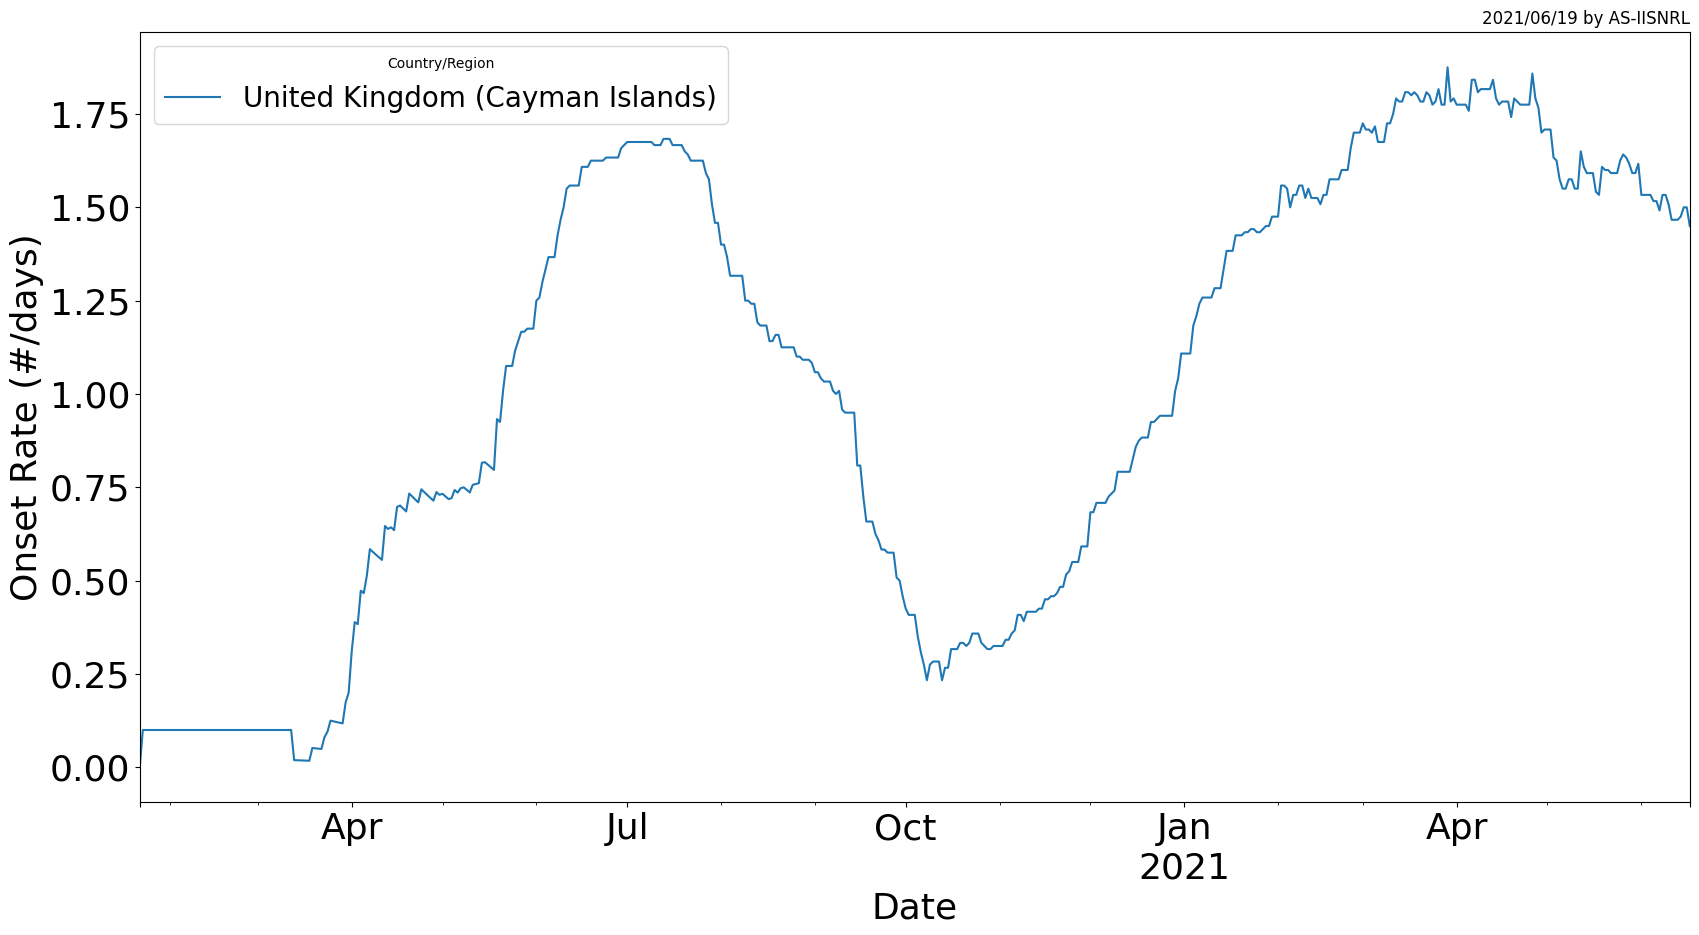 2021/06/19 by AS-IISNRL
Country/Region
United Kingdom (Cayman Islands)
Onset Rate (#/days)
1.75
1.50
1.25
1.00
0.75
0.50
0.25
0.00
Apr Jul Oct Jan Apr
2021
Date